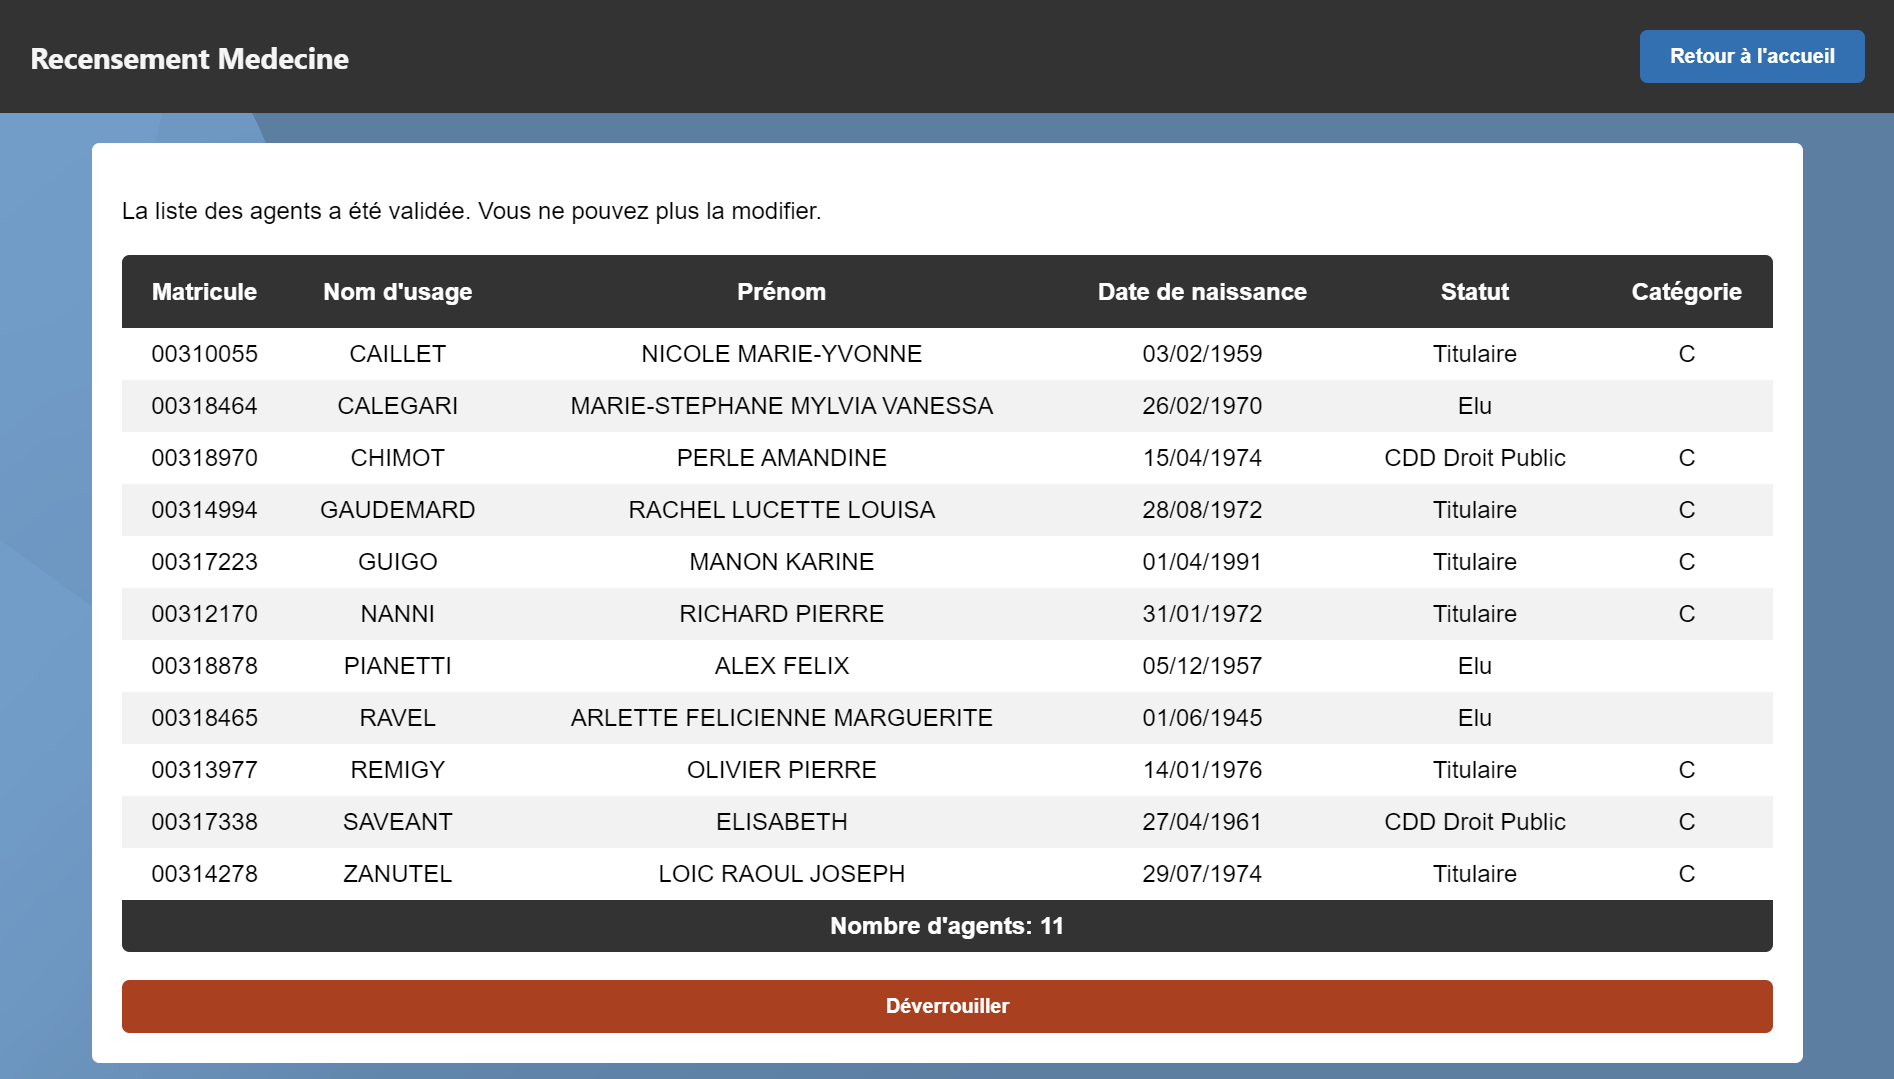 Recensement Medecine
Retour à l'accueil
La liste des agents a été validée. Vous ne pouvez plus la modifier.
Matricule Nom d'usage Prénom Date de naissance Statut Catégorie
00310055 CAILLET NICOLE MARIE-YVONNE 03/02/1959 Titulaire C
00318464 CALEGARI MARIE-STEPHANE MYLVIA VANESSA 26/02/1970 Elu
00318970 CHIMOT PERLE AMANDINE 15/04/1974 CDD Droit Public C
00314994 GAUDEMARD RACHEL LUCETTE LOUISA 28/08/1972 Titulaire C
00317223 GUIGO MANON KARINE 01/04/1991 Titulaire C
00312170 NANNI RICHARD PIERRE 31/01/1972 Titulaire C
00318878 PIANETTI ALEX FELIX 05/12/1957 Elu
00318465 RAVEL ARLETTE FELICIENNE MARGUERITE 01/06/1945 Elu
00313977 REMIGY OLIVIER PIERRE 14/01/1976 Titulaire C
00317338 SAVEANT ELISABETH 27/04/1961 CDD Droit Public C
00314278 ZANUTEL LOIC RAOUL JOSEPH 29/07/1974 Titulaire C
Nombre d'agents: 11
Déverrouiller